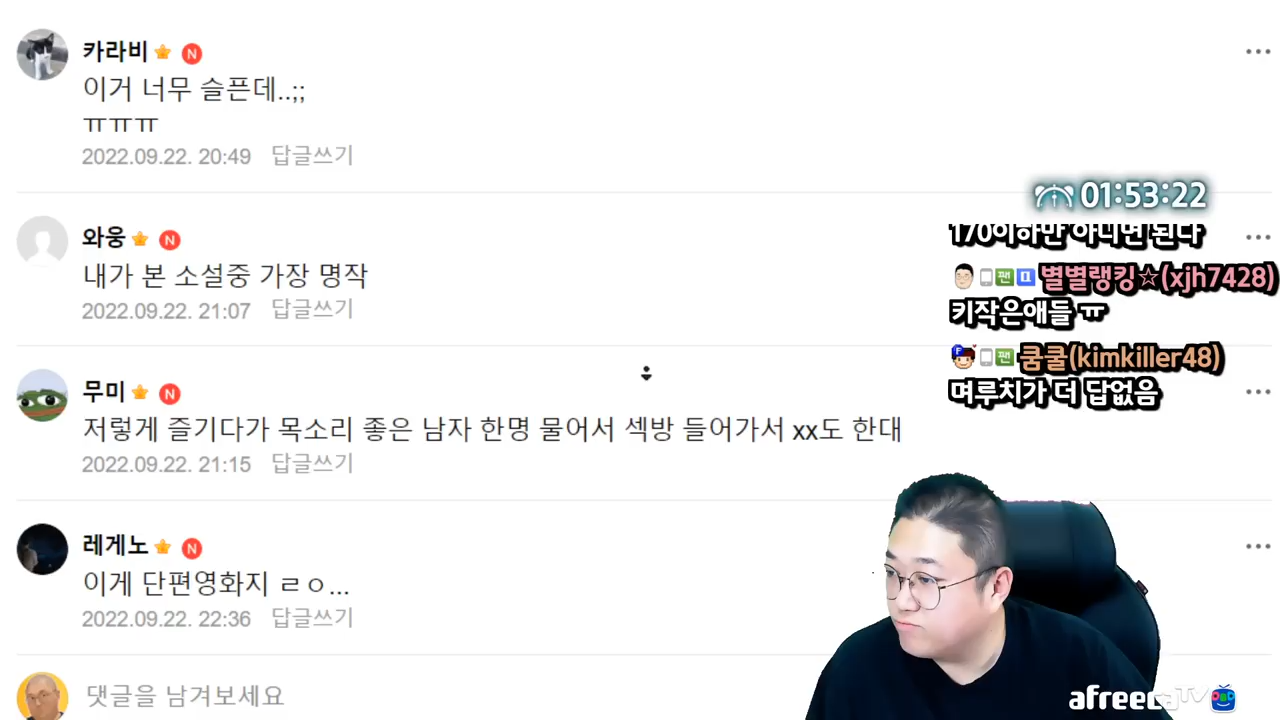 카라비
이거 너무 슬픈데..;;
ㅠㅠㅠ
2022.09.22. 20:49 답글쓰기
와웅
내가 본 소설중 가장 명작
2022.09.22. 21:07 답글쓰기
무미
저렇게 즐기다가 목소리 좋은 남자 한명 물어서 섹방 들어가서 xx도 한대
2022.09.22. 21:15 답글쓰기
레게노
이게 단편영화지 ㄹㅇ...
2022.09.22. 22:36 답글쓰기
댓글을 남겨보세요
01:53:22
170이하만 아니면 된다
별별랭킹☆(xjh7428)
키작은애들 ㅠ
쿰쿨(kimkiller48)
며루치가 더 답없음
afreecaTV